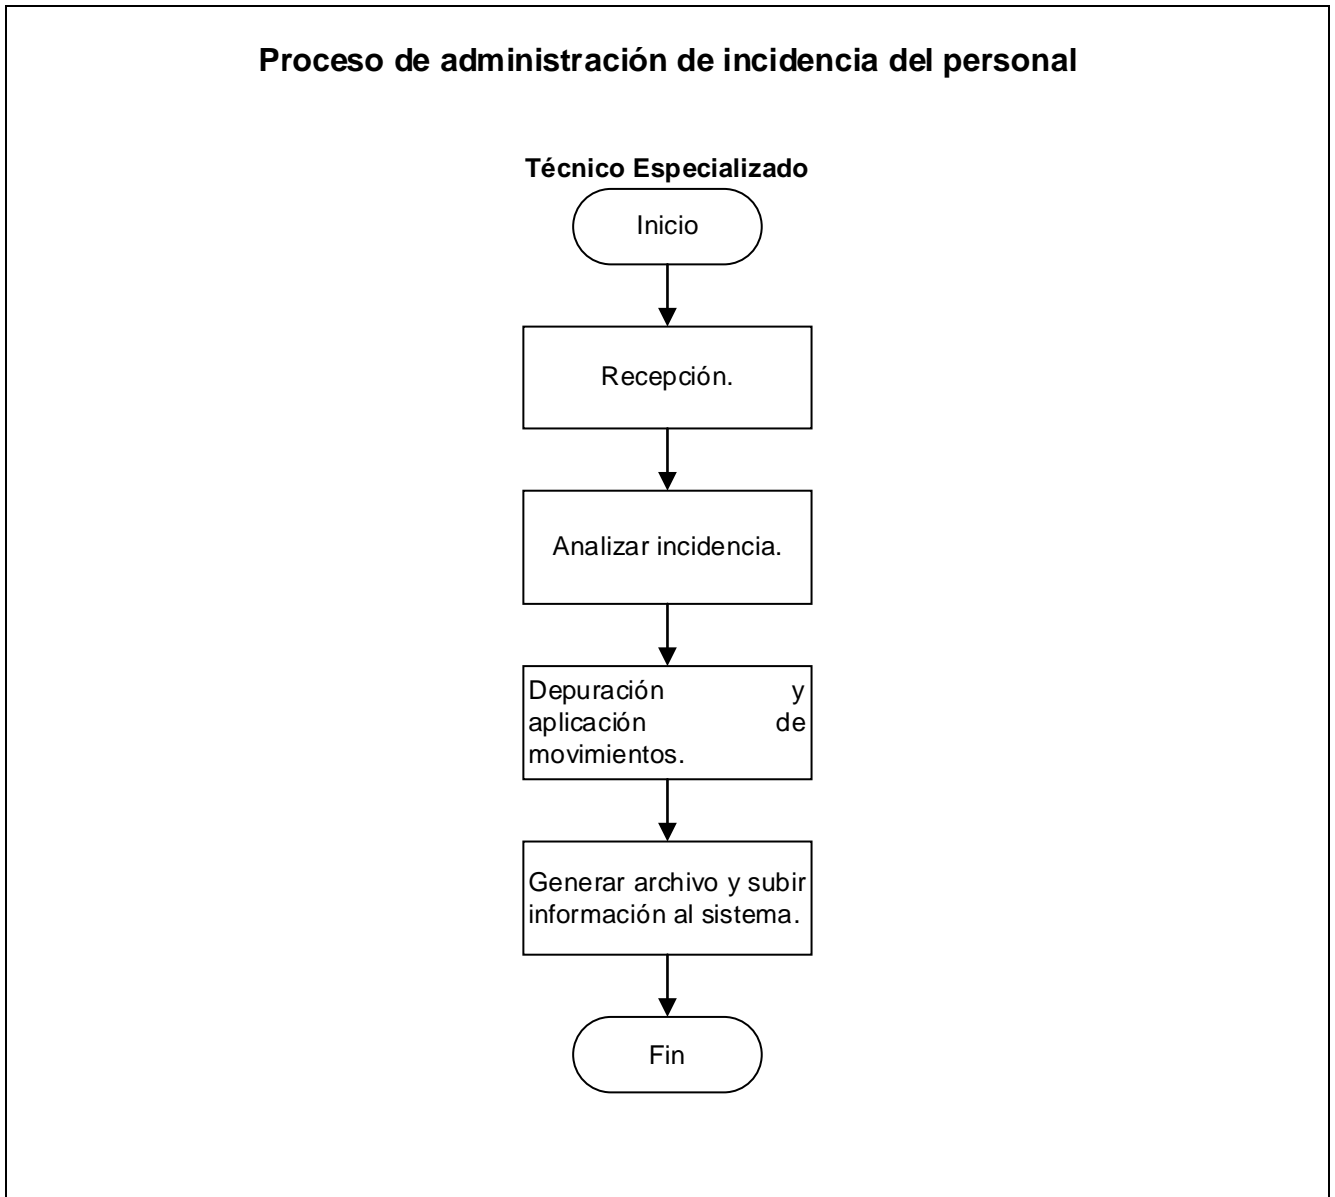 Proceso de administración de incidencia del personal
Técnico Especializado
Inicio
Recepción.
Analizar incidencia.
Depuración y
aplicación de
movimientos.
Generar archivo y subir
información al sistema.
Fin